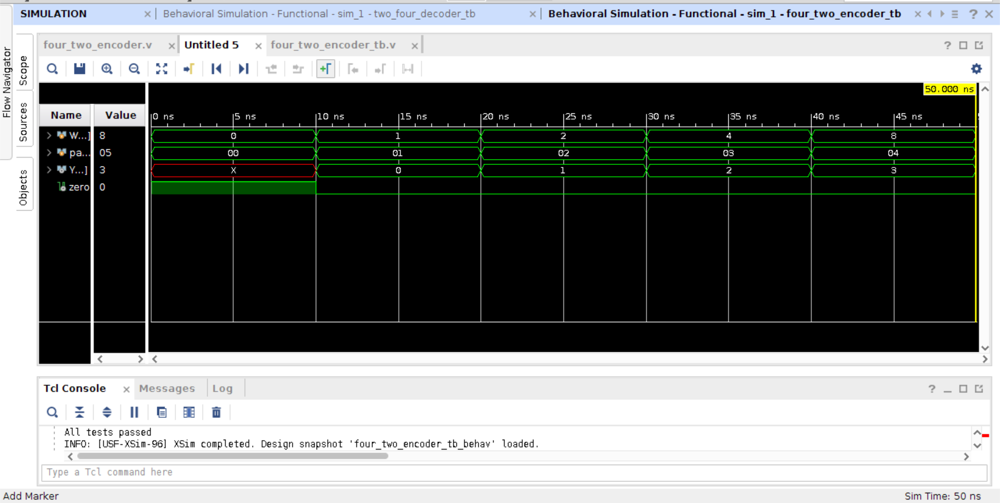 SIMULATION
Behavioral Simulation - Functional - sim_1 - two_four_decoder_tb
Behavioral Simulation - Functional - sim_1 - four_two_encoder_tb
Flow Navigator
Scope
Sources
Objects
four_two_encoder.v
Untitled 5
four_two_encoder_tb.v
50.000 ns
Name Value
0 ns 5 ns 10 ns 15 ns 20 ns 25 ns 30 ns 35 ns 40 ns 45 ns
W...] 8 0 1 2 4 8
pa... 05 00 01 02 03 04
Y...] 3 X 0 1 2 3
zero 0
Tcl Console Messages Log
All tests passed
INFO: [USF-XSim-96] XSim completed. Design snapshot 'four_two_encoder_tb_behav' loaded.
Type a Tcl command here
Add Marker
Sim Time: 50 ns